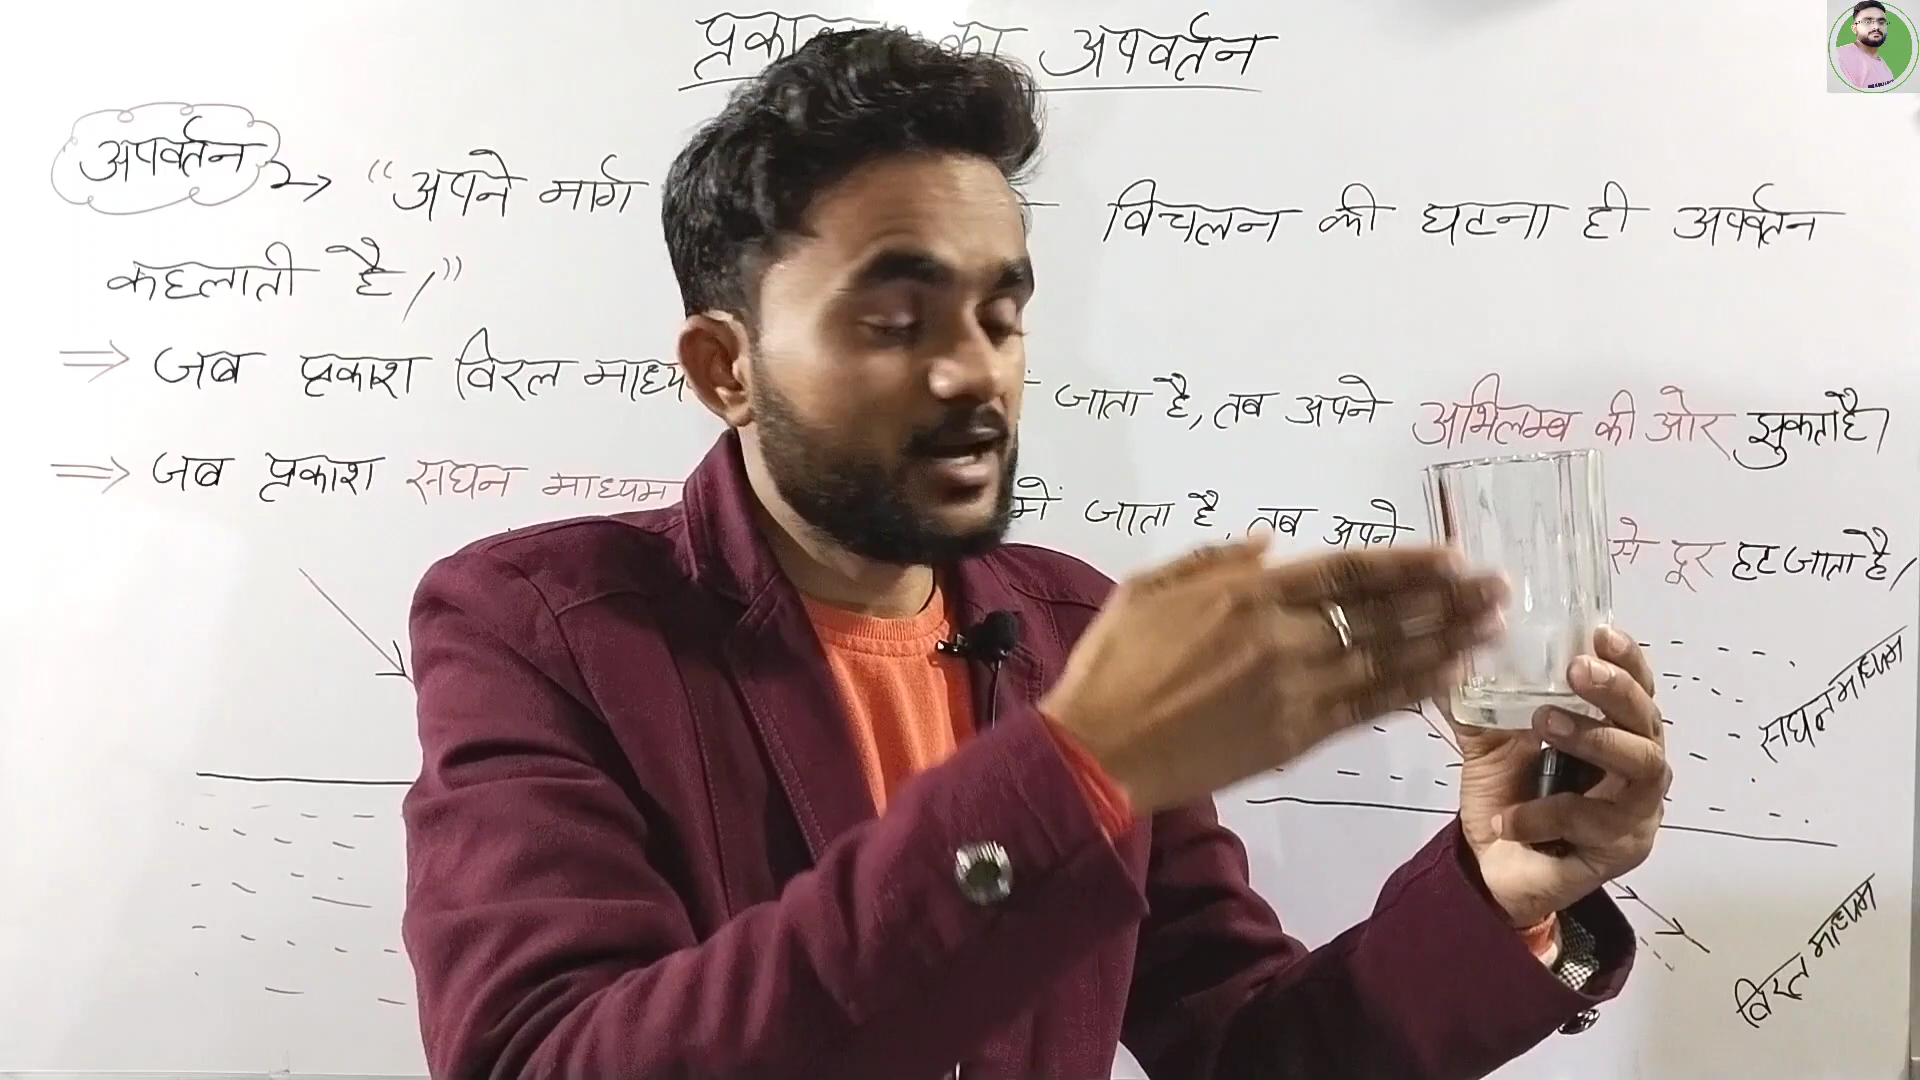 का अपवर्तन
अपवर्तन → “अपने मार्ग विचलन की घटना ही अपवर्तन
कहलाती है।”
⇒ जब प्रकाश विरल जाता है, तब अपने अभिलम्ब की ओर झुकता है।
⇒ जब प्रकाश सघन माध्यम में जाता है, तब अपने से दूर हट जाता है।
सघन माध्यम
विरल माध्यम